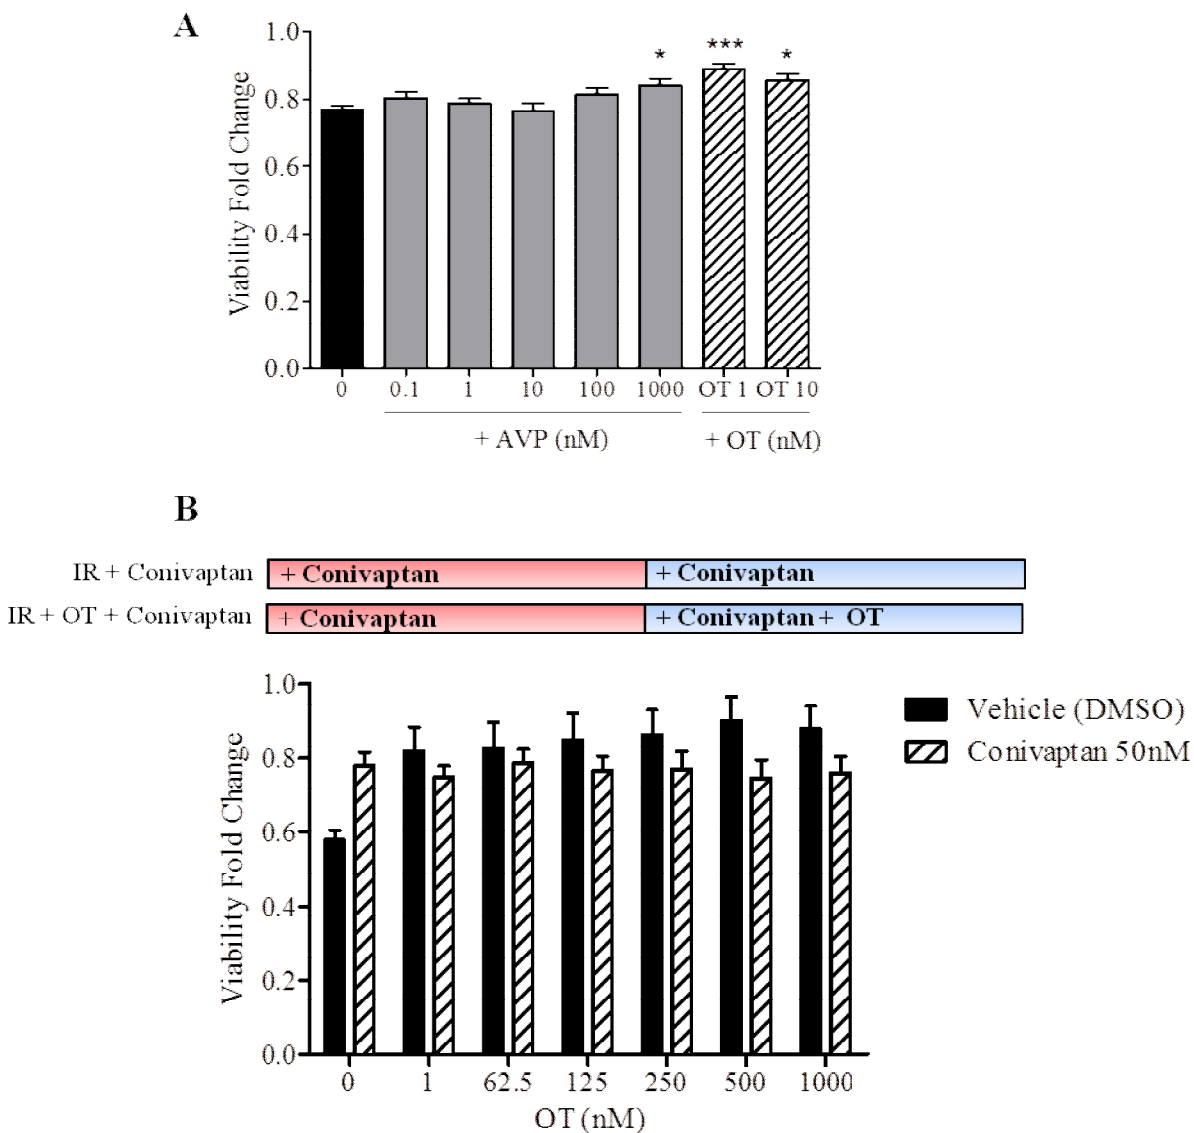 A
Viability Fold Change
1.0
0.8
0.6
0.4
0.2
0.0
* *** *
0 0.1 1 10 100 1000 OT 1 OT 10
+ AVP (nM) + OT (nM)
B
IR + Conivaptan + Conivaptan + Conivaptan
IR + OT + Conivaptan + Conivaptan + Conivaptan + OT
Viability Fold Change
1.0
0.8
0.6
0.4
0.2
0.0
Vehicle (DMSO)
Conivaptan 50nM
0 1 62.5 125 250 500 1000
OT (nM)